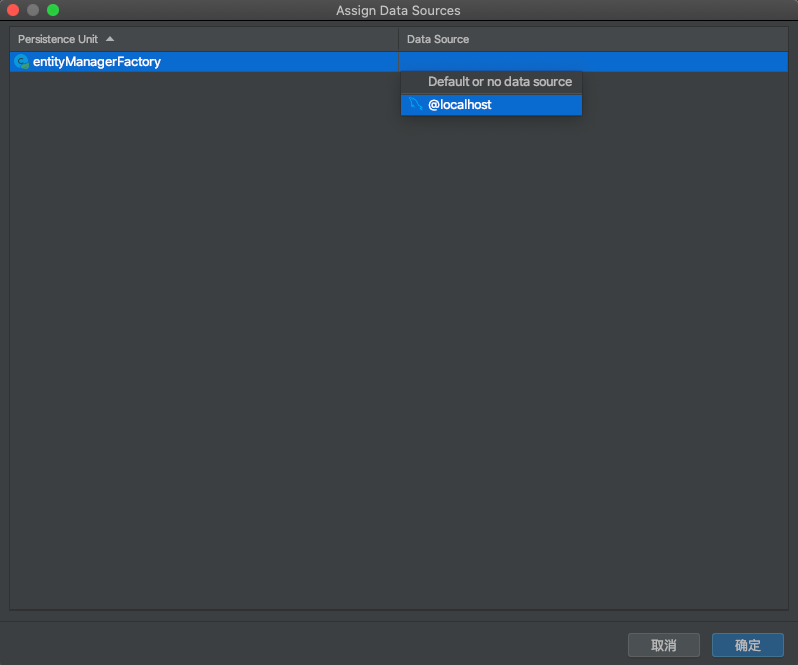 Assign Data Sources
Persistence Unit
Data Source
entityManagerFactory
Default or no data source
@localhost
取消
确定